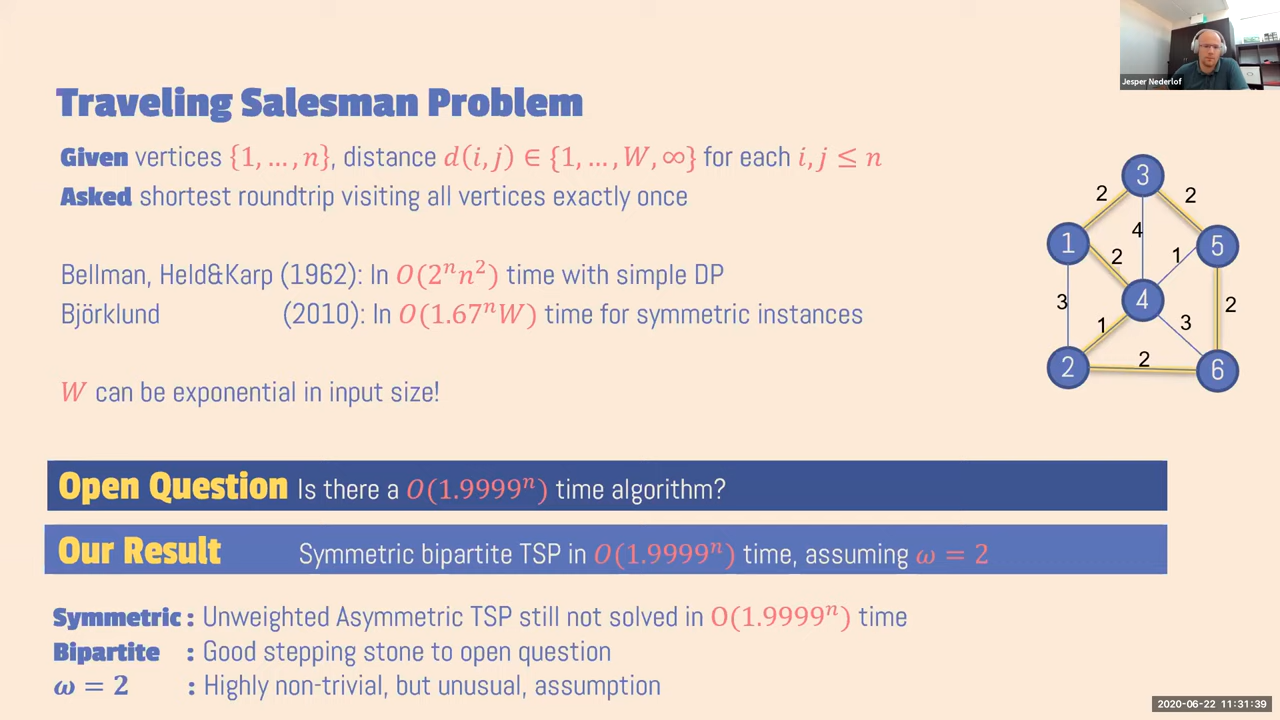 Jesper Nederlof
Traveling Salesman Problem
Given vertices {1, ..., n}, distance d(i, j) ∈ {1, ..., W, ∞} for each i, j ≤ n
Asked shortest roundtrip visiting all vertices exactly once
Bellman, Held&Karp (1962): In O(2ⁿn²) time with simple DP
Björklund (2010): In O(1.67ⁿW) time for symmetric instances
W can be exponential in input size!
3
2
2
1
4
5
2
1
4
3
2
1
3
2
2
6
Open Question Is there a O(1.9999ⁿ) time algorithm?
Our Result Symmetric bipartite TSP in O(1.9999ⁿ) time, assuming ω = 2
Symmetric : Unweighted Asymmetric TSP still not solved in O(1.9999ⁿ) time
Bipartite : Good stepping stone to open question
ω = 2 : Highly non-trivial, but unusual, assumption
2020-06-22 11:31:39